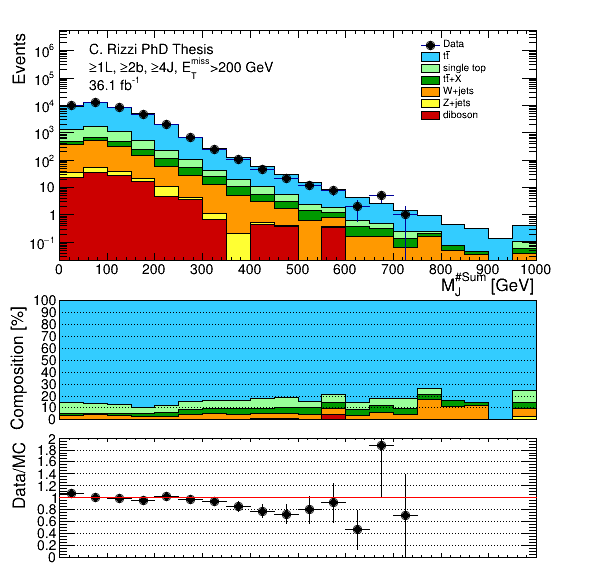 Events
C. Rizzi PhD Thesis
≥1L, ≥2b, ≥4J, E_T^miss>200 GeV
36.1 fb⁻¹
Data
tt̄
single top
tt̄+X
W+jets
Z+jets
diboson
10⁶
10⁵
10⁴
10³
10²
10
1
10⁻¹
0 100 200 300 400 500 600 700 800 900 1000
M_J^#Sum [GeV]
Composition [%]
100
90
80
70
60
50
40
30
20
10
0
Data/MC
2
1.8
1.6
1.4
1.2
1
0.8
0.6
0.4
0.2
0